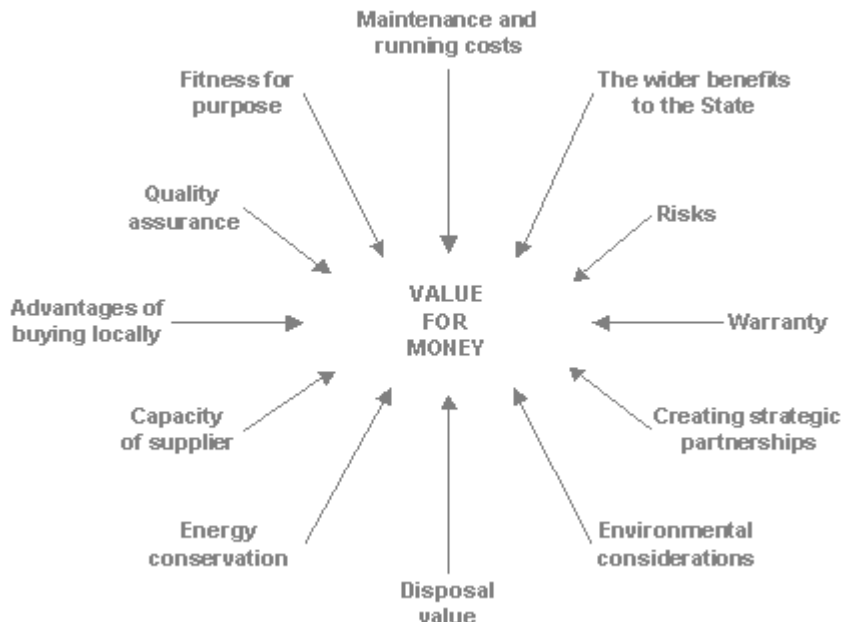 Maintenance and
running costs
Fitness for
purpose
The wider benefits
to the State
Quality
assurance
Risks
Advantages of
buying locally
VALUE
FOR
MONEY
Warranty
Capacity
of supplier
Creating strategic
partnerships
Energy
conservation
Environmental
considerations
Disposal
value